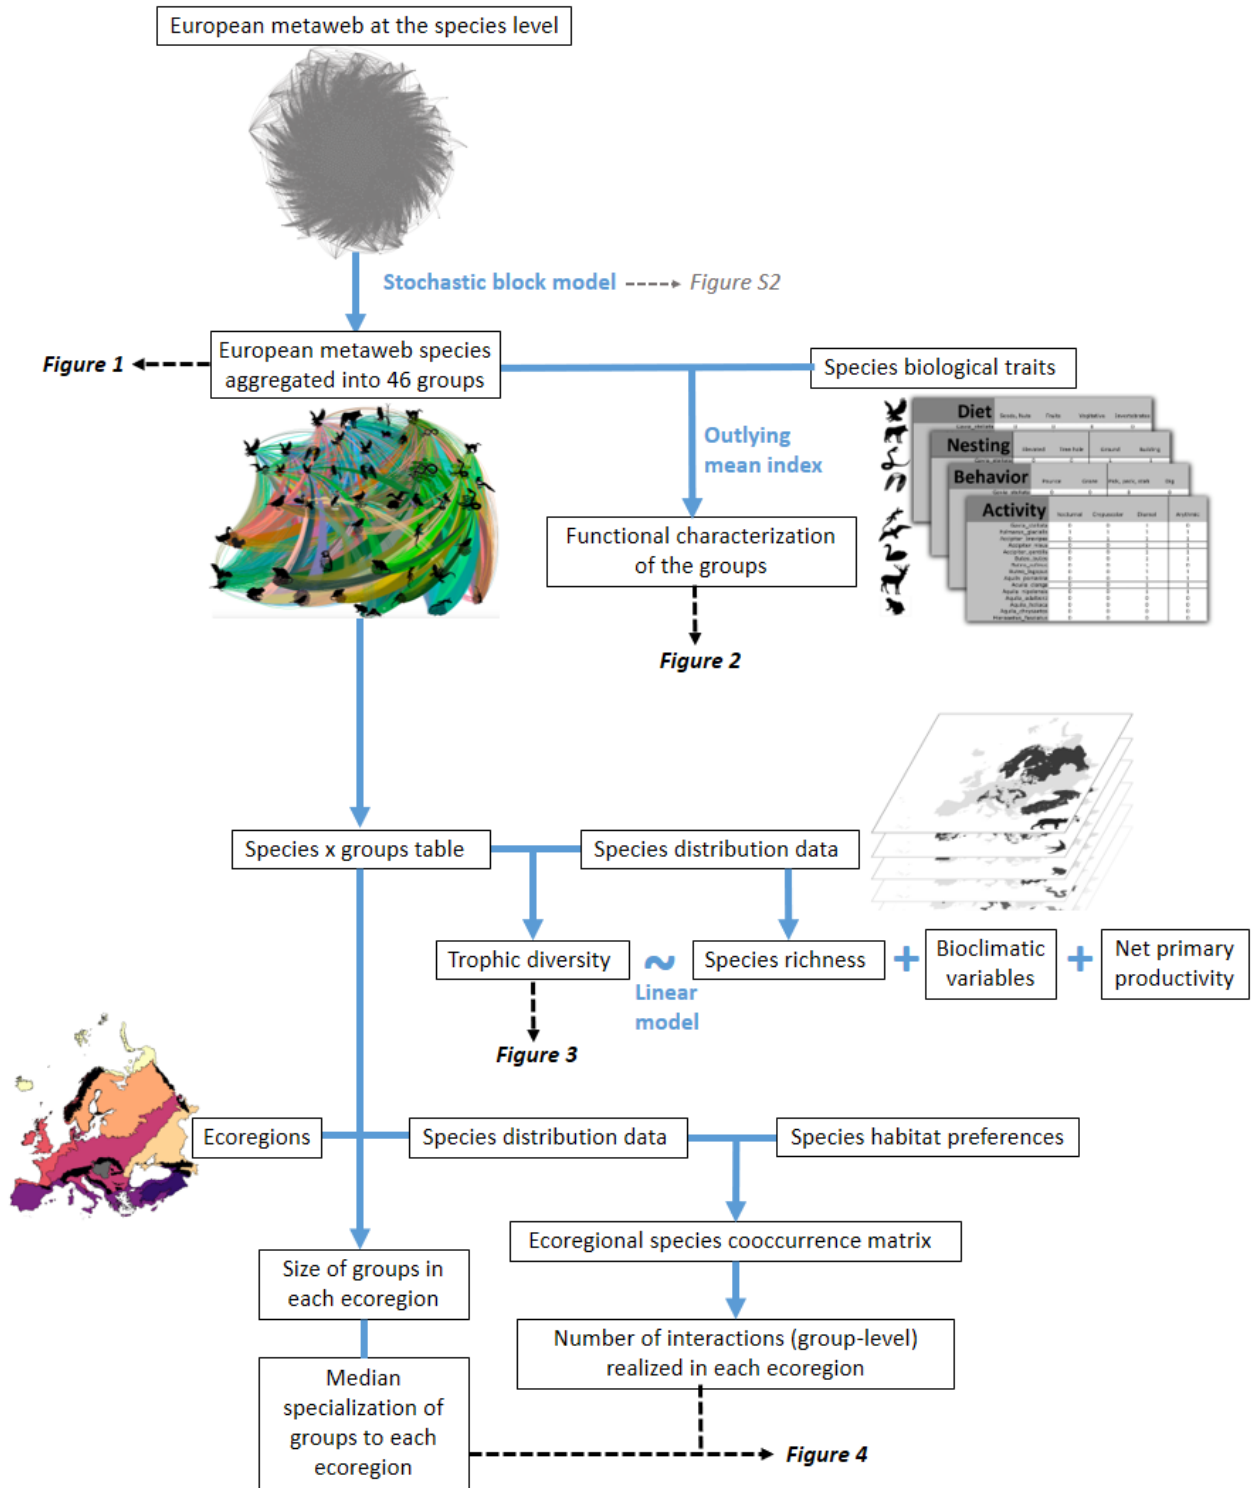 European metaweb at the species level
Stochastic block model
Figure S2
Figure 1
European metaweb species
aggregated into 46 groups
Species biological traits
Outlying
mean index
Diet
Nesting
Behavior
Activity
Nocturnal
Crepuscular
Diurnal
Arythmic
Functional characterization
of the groups
Figure 2
Species x groups table
Species distribution data
Trophic diversity
~
Linear
model
Species richness
+
Bioclimatic
variables
+
Net primary
productivity
Figure 3
Ecoregions
Species distribution data
Species habitat preferences
Ecoregional species cooccurrence matrix
Size of groups in
each ecoregion
Number of interactions (group-level)
realized in each ecoregion
Median
specialization of
groups to each
ecoregion
Figure 4